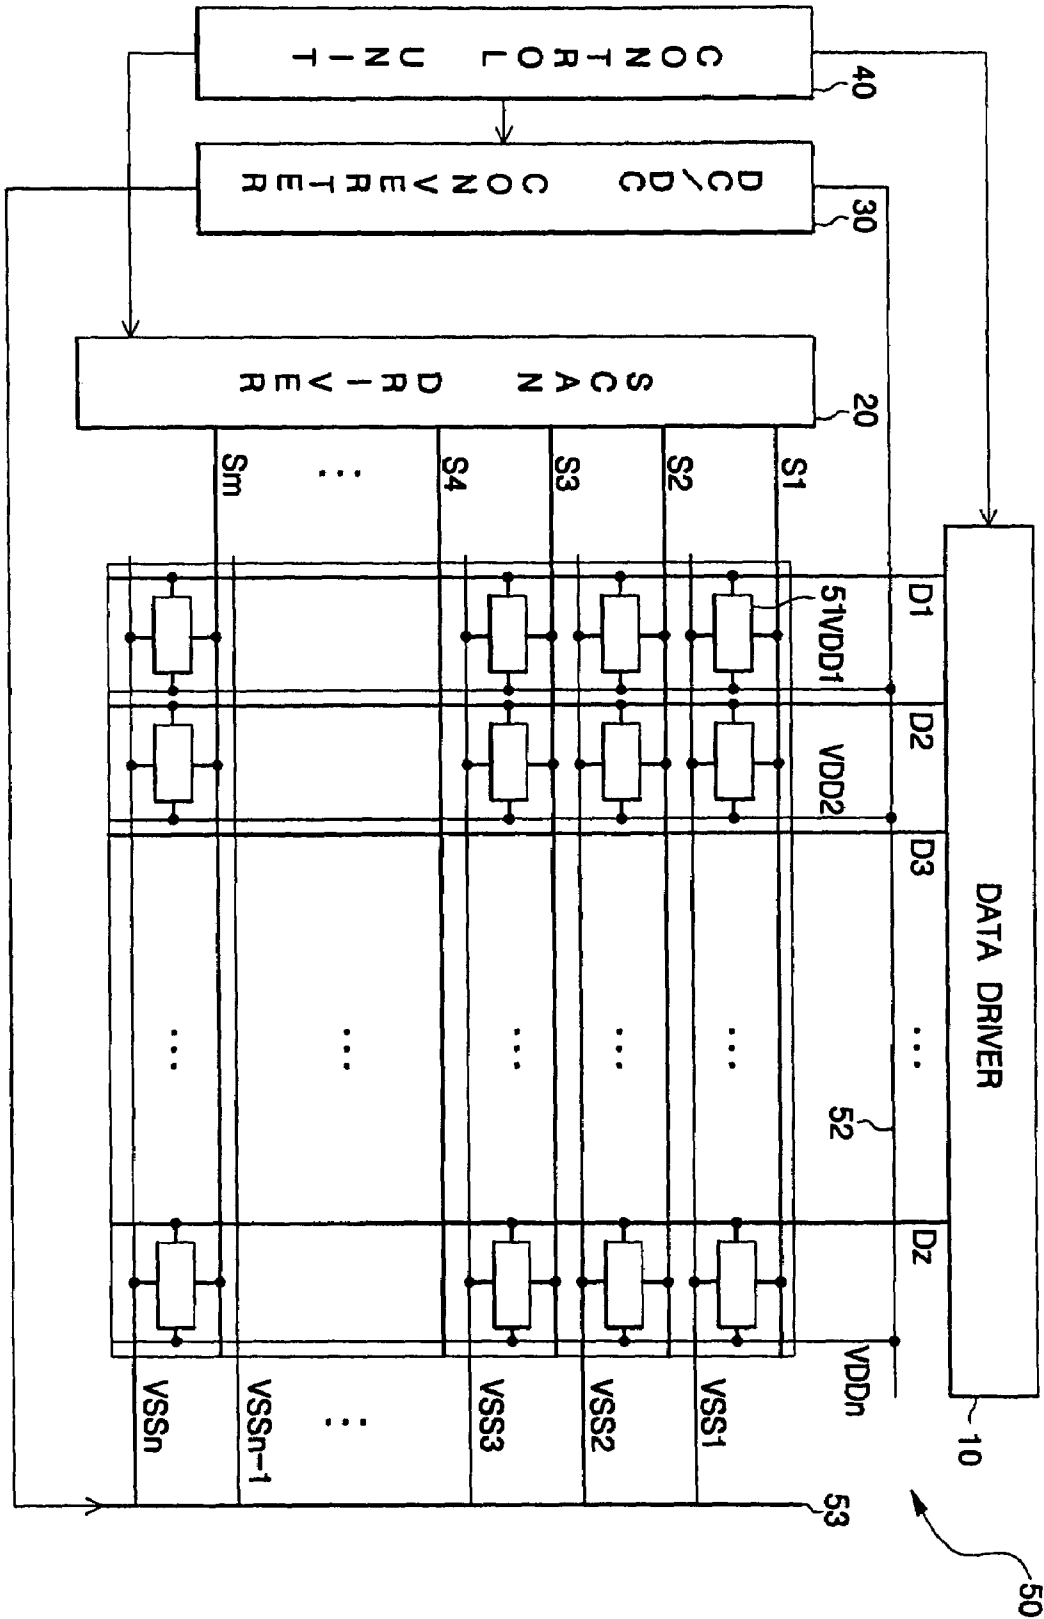 50
DATA DRIVER
10
D1
D2
D3
...
Dz
52
CONTROL UNIT
40
DC/DC CONVERTER
30
SCAN DRIVER
20
51
VDD1
VDD2
VDDn
53
S1
VSS1
S2
...
VSS2
S3
...
VSS3
S4
...
...
...
...
VSSn-1
Sm
...
VSSn